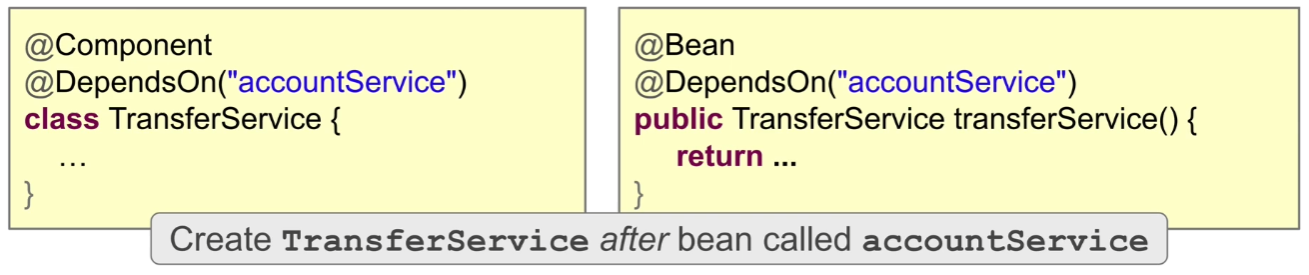 @Component
@DependsOn("accountService")
class TransferService {
…
}
@Bean
@DependsOn("accountService")
public TransferService transferService() {
return ...
}
Create TransferService after bean called accountService